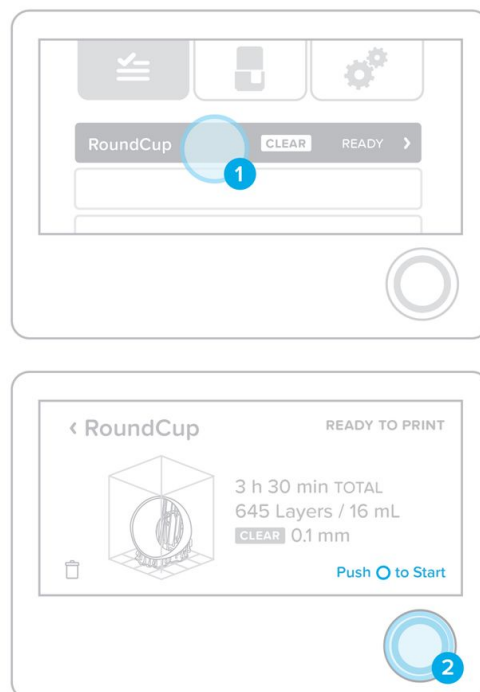 RoundCup CLEAR READY ›
1
‹ RoundCup READY TO PRINT
3 h 30 min TOTAL
645 Layers / 16 mL
CLEAR 0.1 mm
Push O to Start
2